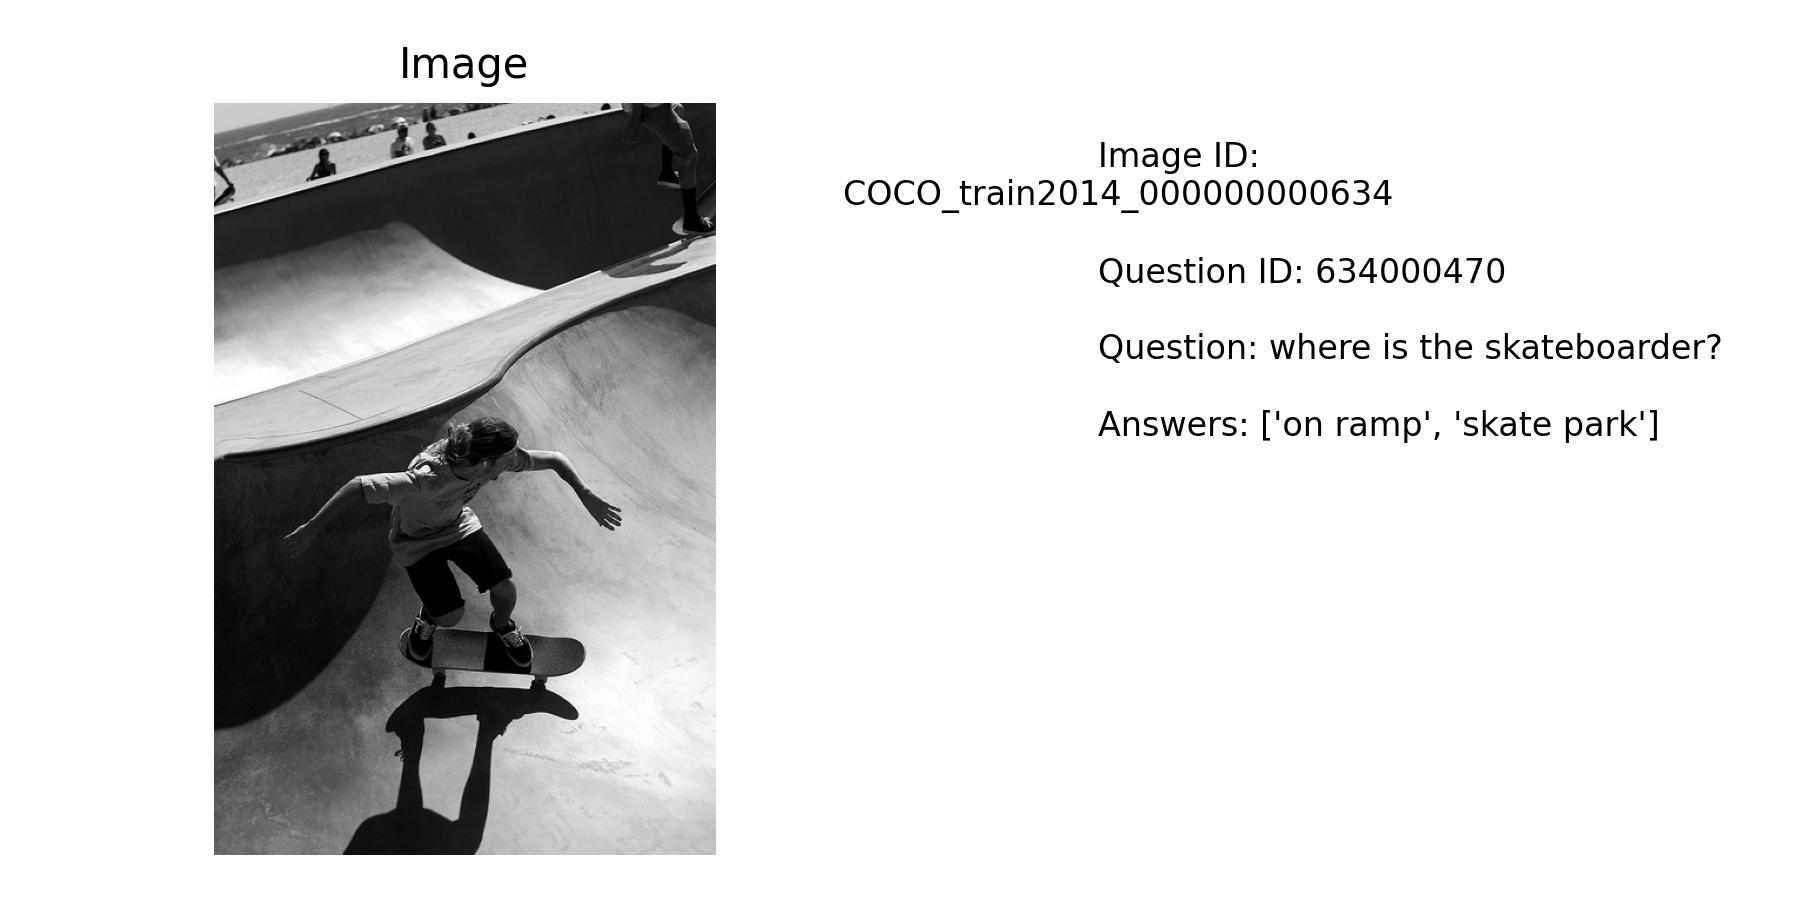 Image
Image ID:
COCO_train2014_000000000634
Question ID: 634000470
Question: where is the skateboarder?
Answers: ['on ramp', 'skate park']